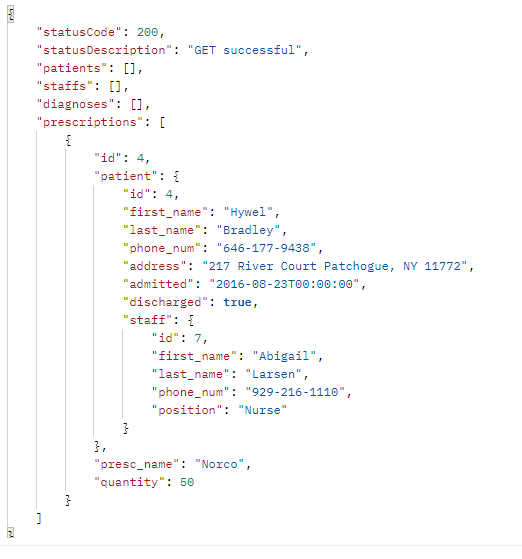 {
    "statusCode": 200,
    "statusDescription": "GET successful",
    "patients": [],
    "staffs": [],
    "diagnoses": [],
    "prescriptions": [
        {
            "id": 4,
            "patient": {
                "id": 4,
                "first_name": "Hywel",
                "last_name": "Bradley",
                "phone_num": "646-177-9438",
                "address": "217 River Court Patchogue, NY 11772",
                "admitted": "2016-08-23T00:00:00",
                "discharged": true,
                "staff": {
                    "id": 7,
                    "first_name": "Abigail",
                    "last_name": "Larsen",
                    "phone_num": "929-216-1110",
                    "position": "Nurse"
                }
            },
            "presc_name": "Norco",
            "quantity": 50
        }
    ]
}